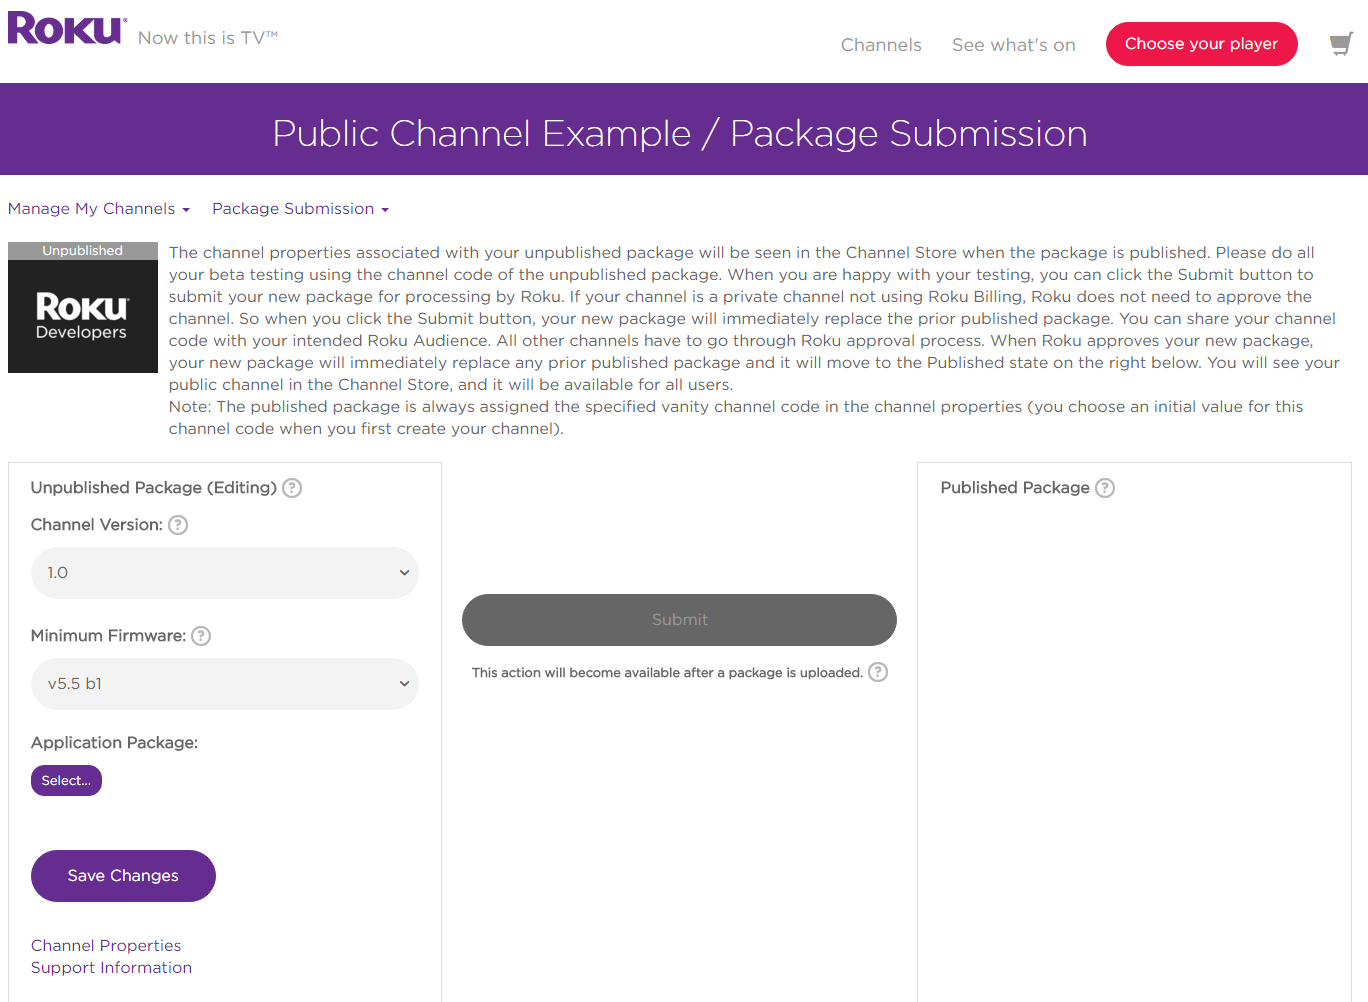 Roku Now this is TV™
Channels See what's on Choose your player
Public Channel Example / Package Submission
Manage My Channels Package Submission
Unpublished
Roku
Developers
The channel properties associated with your unpublished package will be seen in the Channel Store when the package is published. Please do all
your beta testing using the channel code of the unpublished package. When you are happy with your testing, you can click the Submit button to
submit your new package for processing by Roku. If your channel is a private channel not using Roku Billing, Roku does not need to approve the
channel. So when you click the Submit button, your new package will immediately replace the prior published package. You can share your channel
code with your intended Roku Audience. All other channels have to go through Roku approval process. When Roku approves your new package,
your new package will immediately replace any prior published package and it will move to the Published state on the right below. You will see your
public channel in the Channel Store, and it will be available for all users.
Note: The published package is always assigned the specified vanity channel code in the channel properties (you choose an initial value for this
channel code when you first create your channel).
Unpublished Package (Editing) ?
Channel Version: ?
1.0
Minimum Firmware: ?
v5.5 b1
Application Package:
Select...
Save Changes
Channel Properties
Support Information
Submit
This action will become available after a package is uploaded. ?
Published Package ?